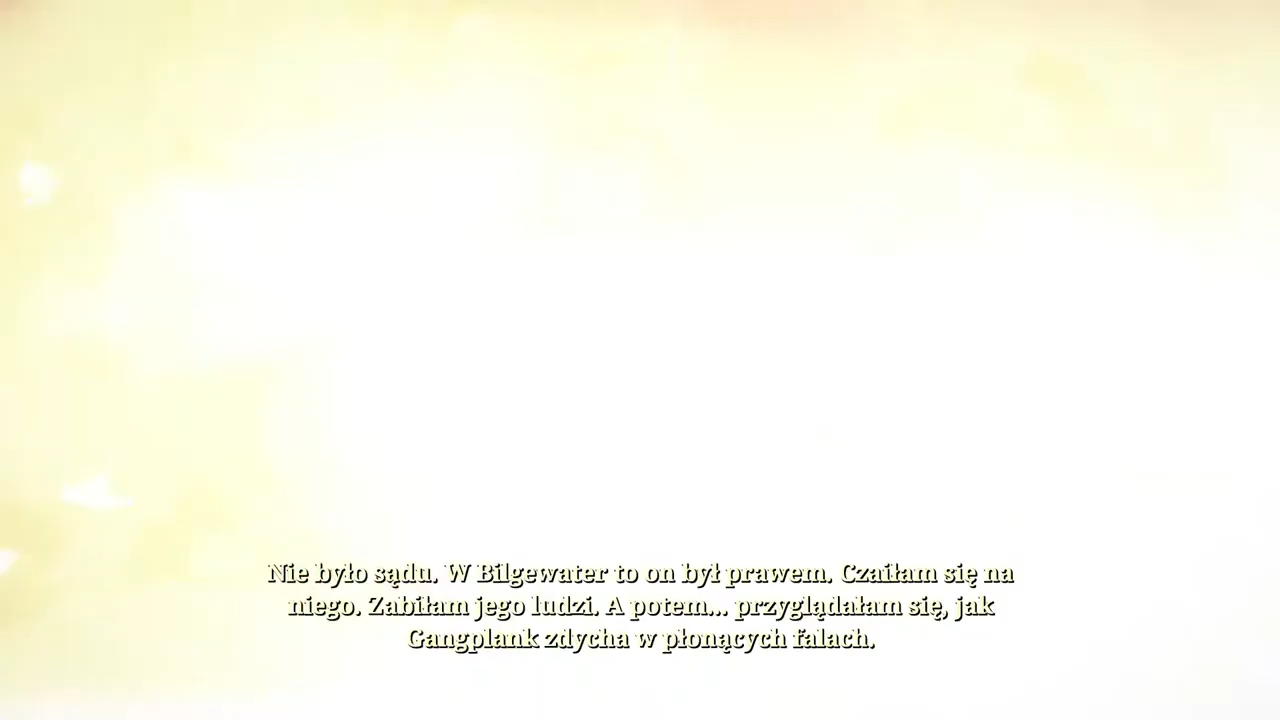 Nie było sądu. W Bilgewater to on był prawem. Czaiłam się na
niego. Zabiłam jego ludzi. A potem... przyglądałam się, jak
Gangplank zdycha w płonących falach.